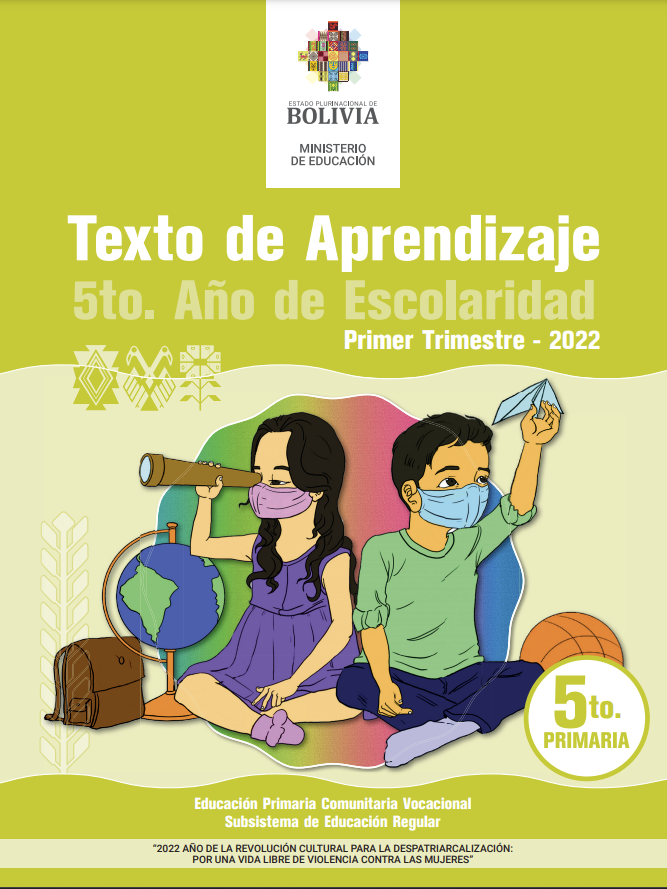 ESTADO PLURINACIONAL DE
BOLIVIA
MINISTERIO
DE EDUCACIÓN
Texto de Aprendizaje
5to. Año de Escolaridad
Primer Trimestre - 2022
5to.
PRIMARIA
Educación Primaria Comunitaria Vocacional
Subsistema de Educación Regular
“2022 AÑO DE LA REVOLUCIÓN CULTURAL PARA LA DESPATRIARCALIZACIÓN:
POR UNA VIDA LIBRE DE VIOLENCIA CONTRA LAS MUJERES”